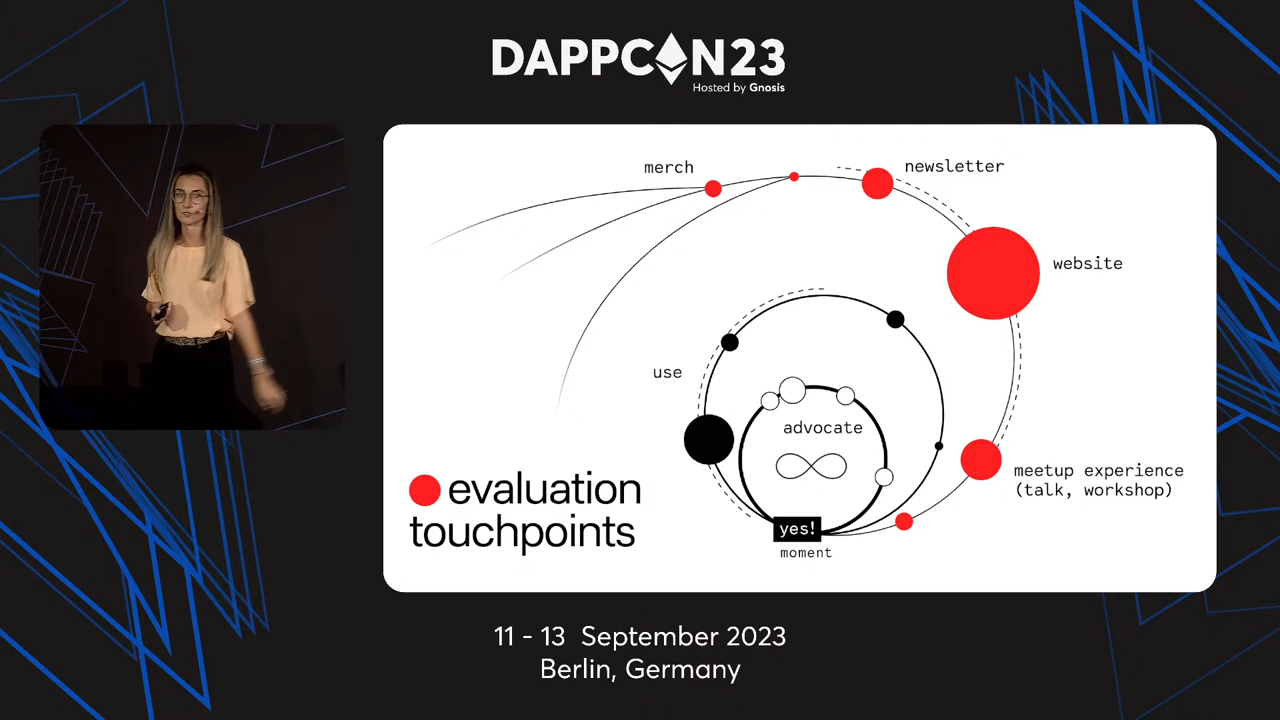 DAPPCON23
Hosted by Gnosis
merch
newsletter
website
use
advocate
meetup experience
(talk, workshop)
evaluation
touchpoints
yes!
moment
11 - 13 September 2023
Berlin, Germany